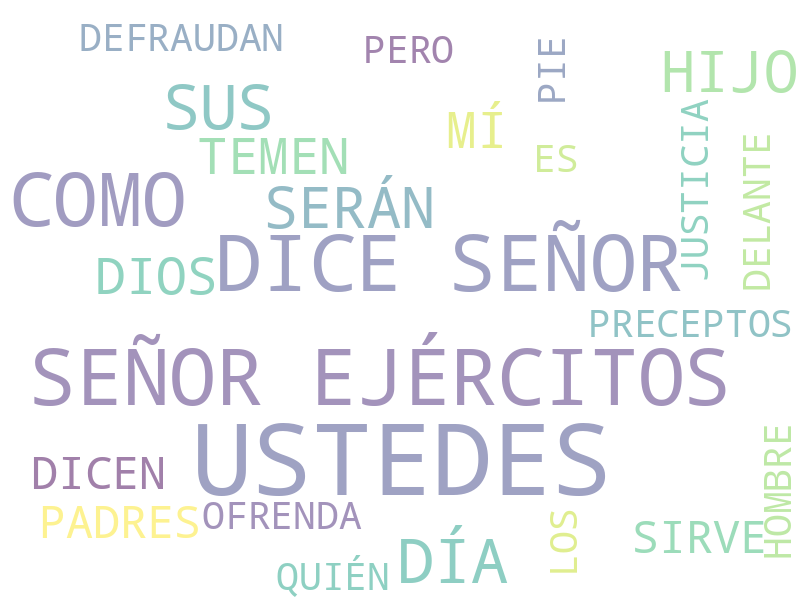 DEFRAUDAN
PERO
PIE
HIJO
SUS
MÍ
JUSTICIA
TEMEN
ES
DELANTE
COMO
SERÁN
DIOS
DICE SEÑOR
PRECEPTOS
SEÑOR EJÉRCITOS
USTEDES
DICEN
HOMBRE
PADRES
OFRENDA
LOS
SIRVE
QUIÉN
DÍA